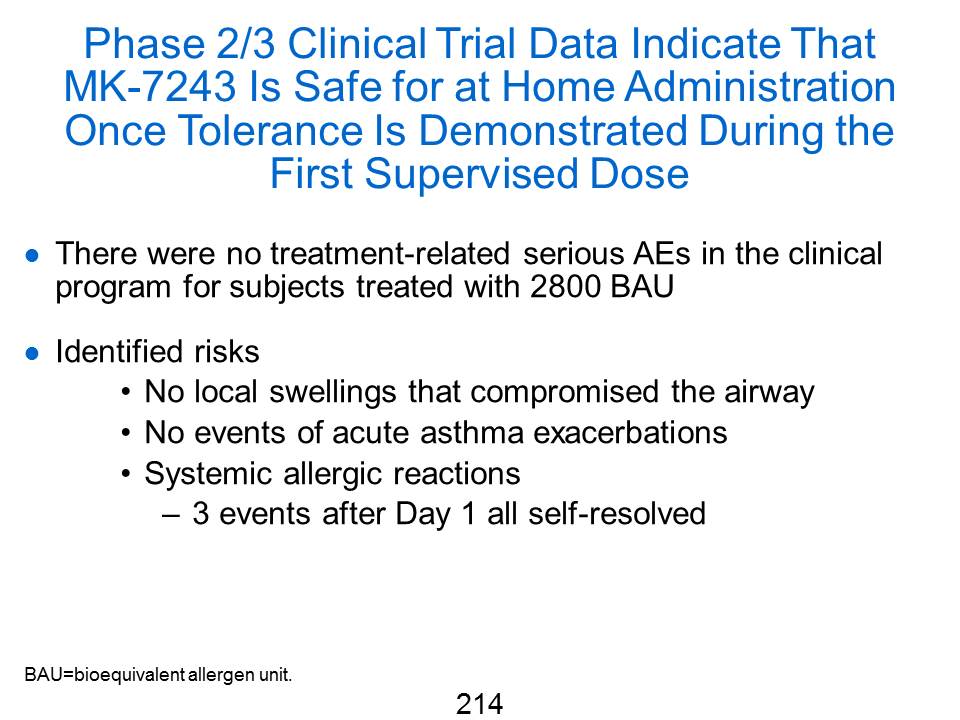 Phase 2/3 Clinical Trial Data Indicate That
MK-7243 Is Safe for at Home Administration
Once Tolerance Is Demonstrated During the
First Supervised Dose
● There were no treatment-related serious AEs in the clinical
program for subjects treated with 2800 BAU
● Identified risks
• No local swellings that compromised the airway
• No events of acute asthma exacerbations
• Systemic allergic reactions
– 3 events after Day 1 all self-resolved
BAU=bioequivalent allergen unit.
214